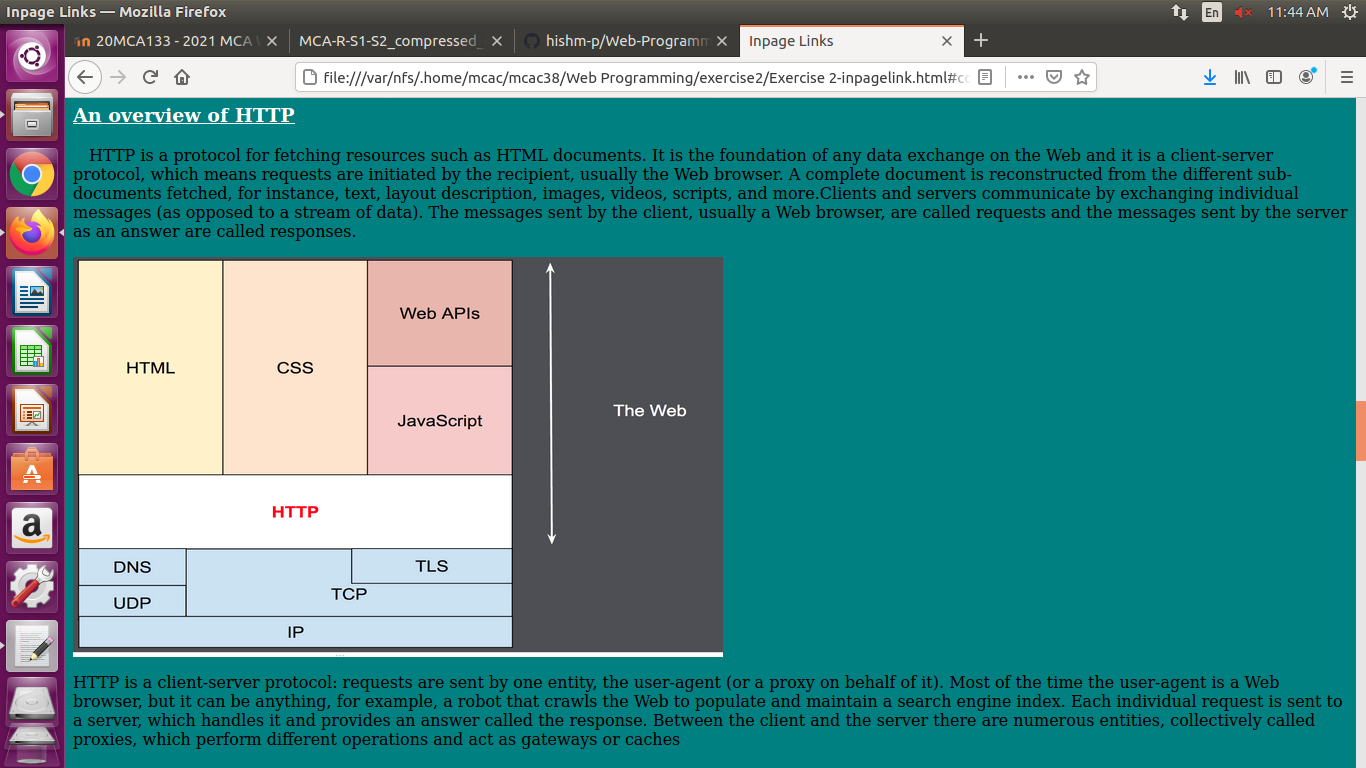 Inpage Links — Mozilla Firefox
En
11:44 AM
20MCA133 - 2021 MCA
MCA-R-S1-S2_compressed_
hishm-p/Web-Programm
Inpage Links
file:///var/nfs/.home/mcac/mcac38/Web Programming/exercise2/Exercise 2-inpagelink.html#co
An overview of HTTP
HTTP is a protocol for fetching resources such as HTML documents. It is the foundation of any data exchange on the Web and it is a client-server
protocol, which means requests are initiated by the recipient, usually the Web browser. A complete document is reconstructed from the different sub-
documents fetched, for instance, text, layout description, images, videos, scripts, and more.Clients and servers communicate by exchanging individual
messages (as opposed to a stream of data). The messages sent by the client, usually a Web browser, are called requests and the messages sent by the server
as an answer are called responses.
Web APIs
HTML
CSS
JavaScript
The Web
HTTP
DNS
TLS
TCP
UDP
IP
HTTP is a client-server protocol: requests are sent by one entity, the user-agent (or a proxy on behalf of it). Most of the time the user-agent is a Web
browser, but it can be anything, for example, a robot that crawls the Web to populate and maintain a search engine index. Each individual request is sent to
a server, which handles it and provides an answer called the response. Between the client and the server there are numerous entities, collectively called
proxies, which perform different operations and act as gateways or caches